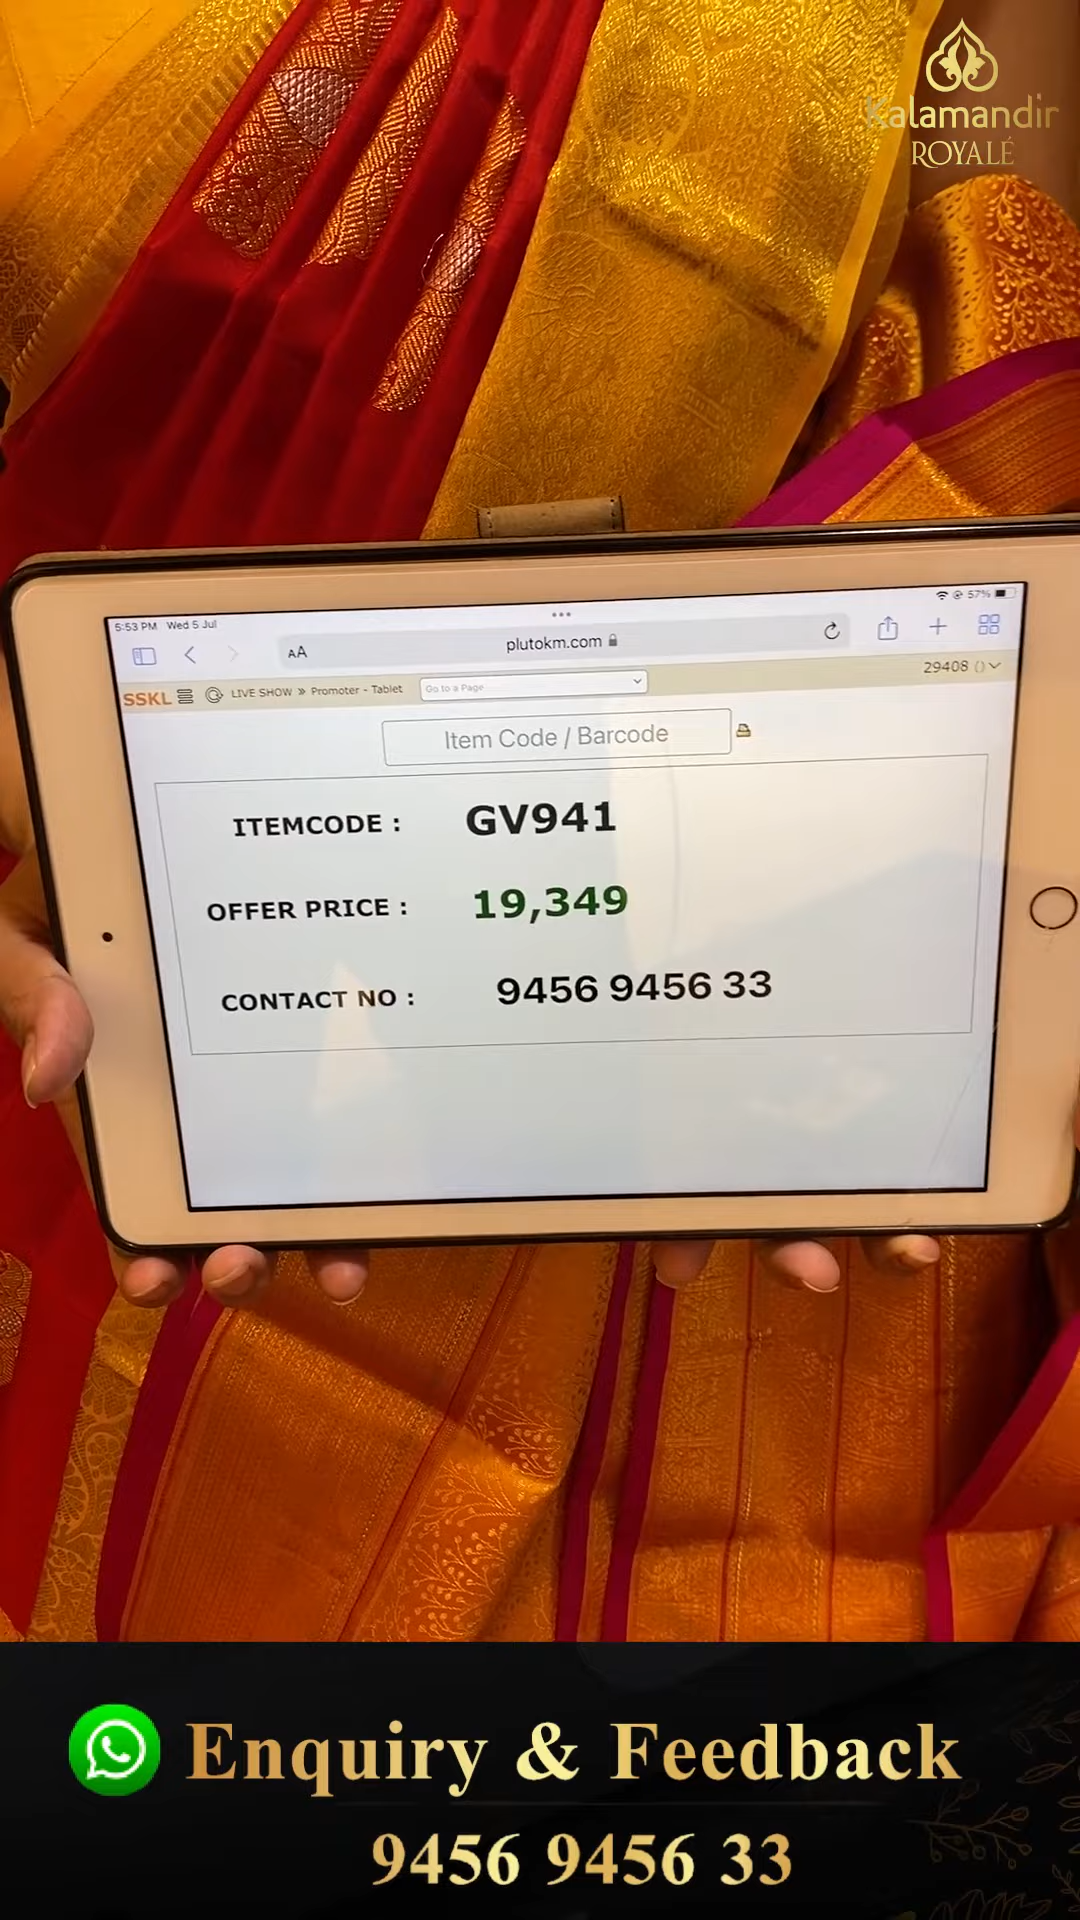 Kalamandir
ROYALÉ
5:53 PM Wed 5 Jul
57%
AA
plutokm.com
SSKL
LIVE SHOW » Promoter - Tablet
Go to a Page
29408 ()
Item Code / Barcode
ITEMCODE : GV941
OFFER PRICE : 19,349
CONTACT NO : 9456 9456 33
Enquiry & Feedback
9456 9456 33